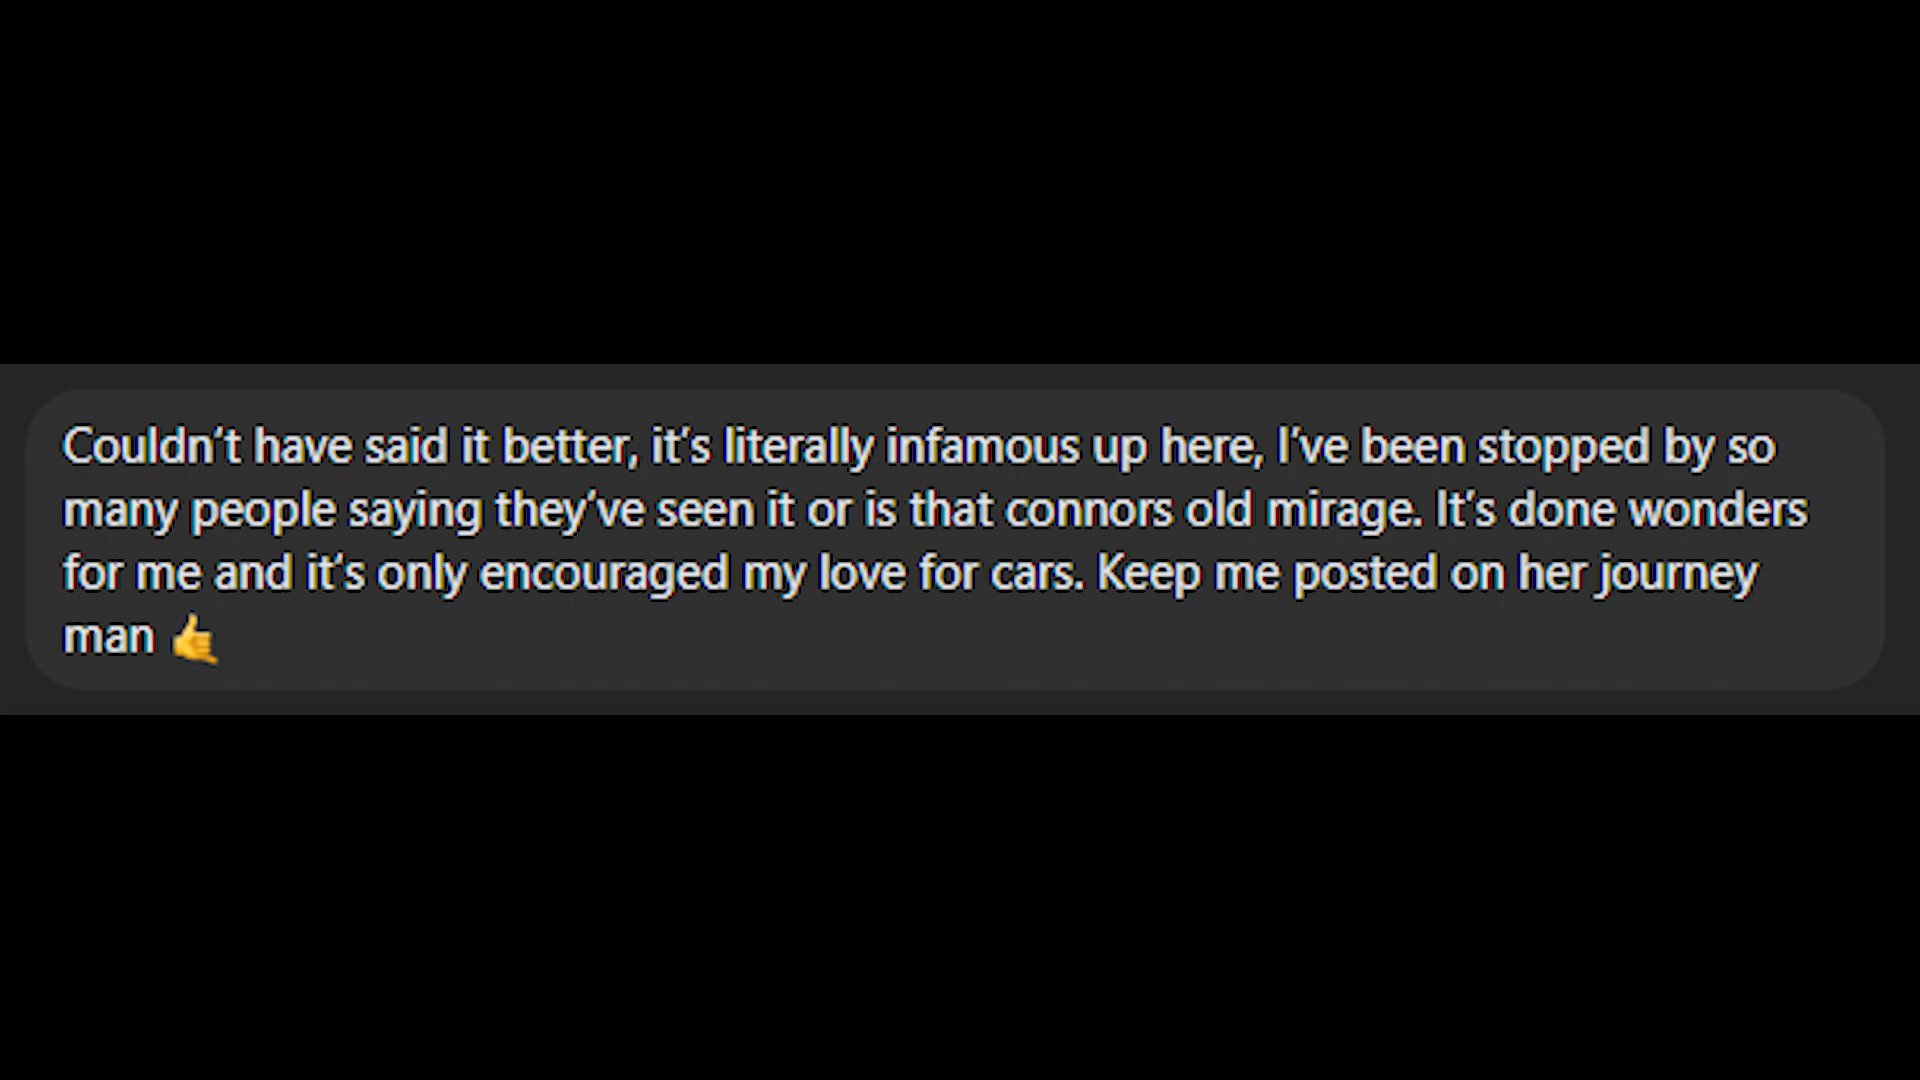 Couldn't have said it better, it's literally infamous up here, I've been stopped by so
many people saying they've seen it or is that connors old mirage. It's done wonders
for me and it's only encouraged my love for cars. Keep me posted on her journey
man 🤙